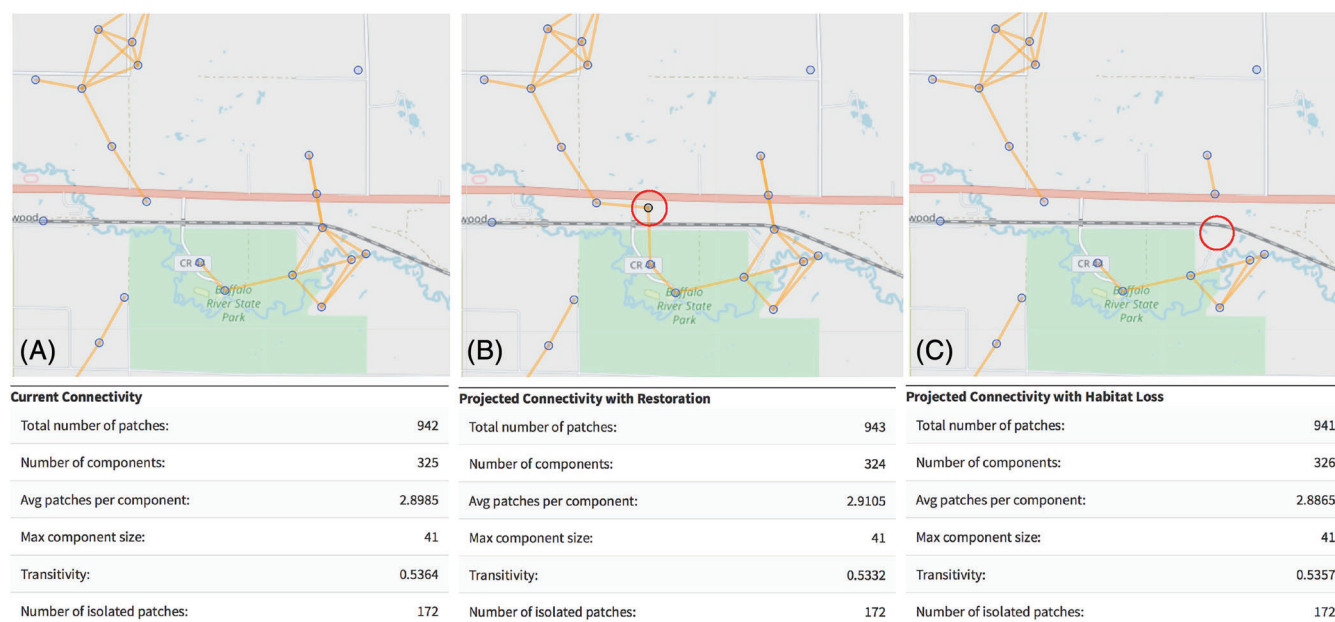 wood
CR 44
Buffalo
River State
Park
(A)
wood
CR
Buffalo
River State
Park
(B)
wood
CR
Buffalo
River State
Park
(C)
Current Connectivity
Total number of patches: 942
Number of components: 325
Avg patches per component: 2.8985
Max component size: 41
Transitivity: 0.5364
Number of isolated patches: 172
Projected Connectivity with Restoration
Total number of patches: 943
Number of components: 324
Avg patches per component: 2.9105
Max component size: 41
Transitivity: 0.5332
Number of isolated patches: 172
Projected Connectivity with Habitat Loss
Total number of patches: 941
Number of components: 326
Avg patches per component: 2.8865
Max component size: 41
Transitivity: 0.5357
Number of isolated patches: 172